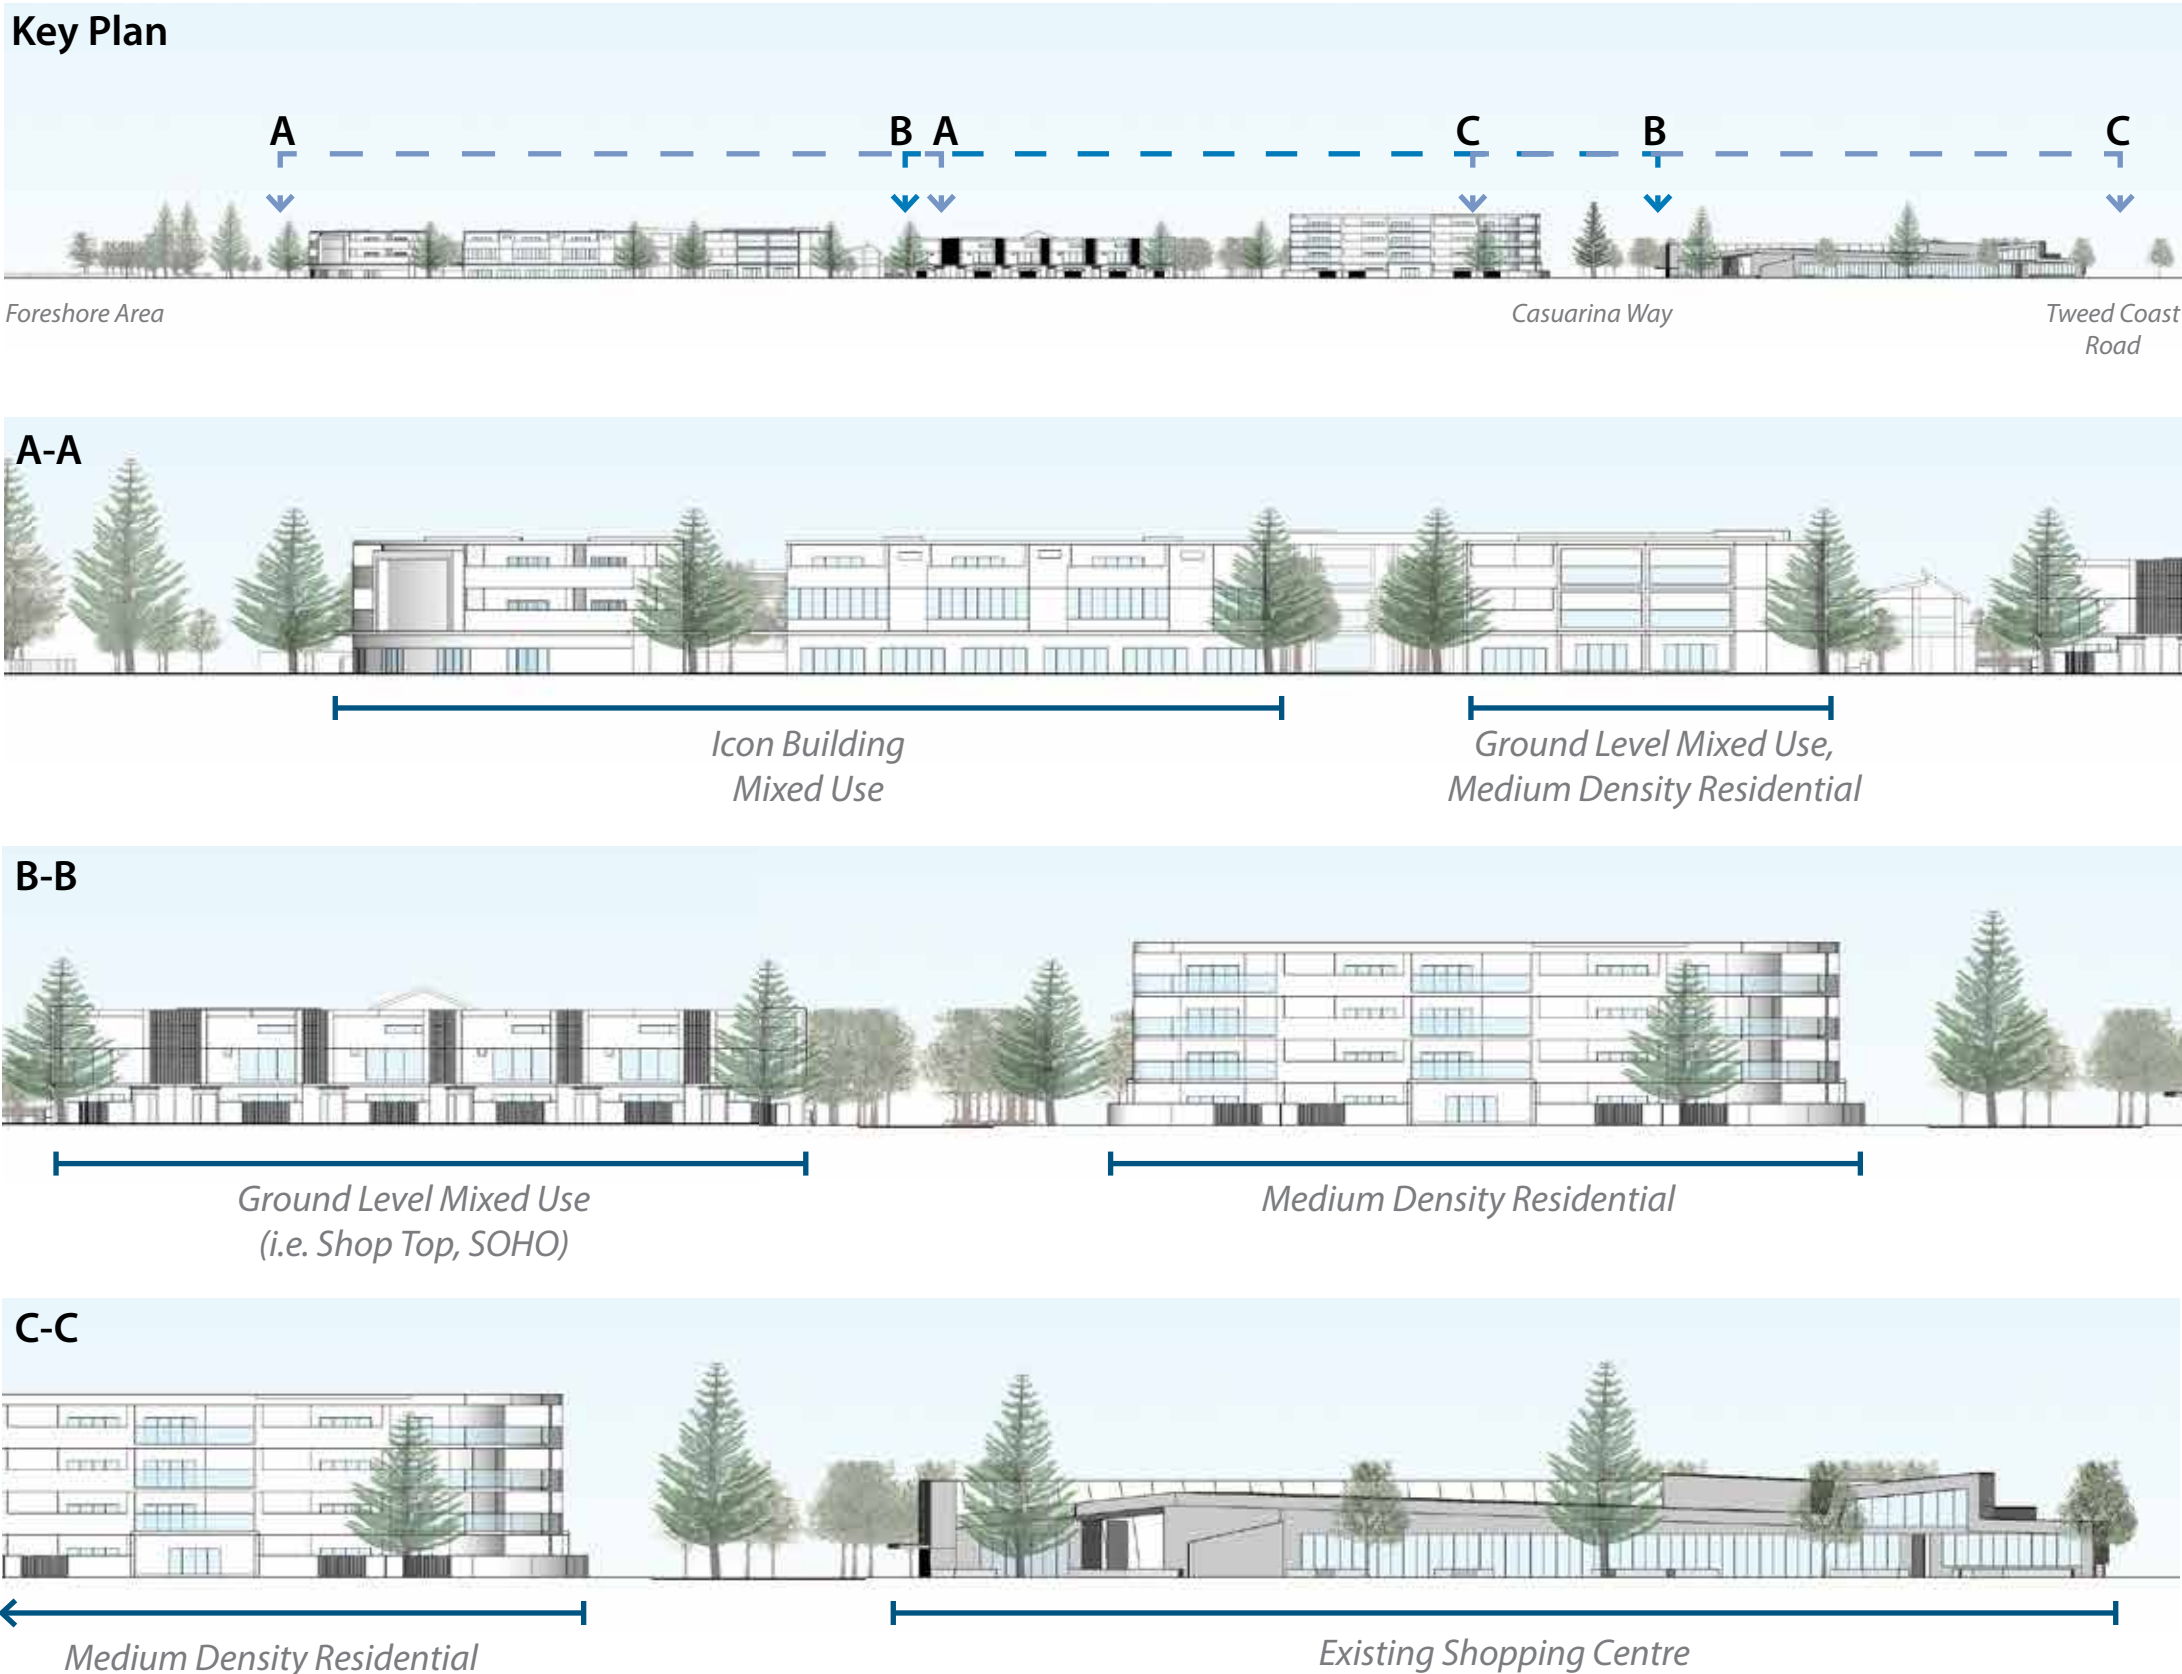 Key Plan
A B A C B C
Foreshore Area
Casuarina Way
Tweed Coast
Road
A-A
Icon Building
Mixed Use
Ground Level Mixed Use,
Medium Density Residential
B-B
Ground Level Mixed Use
(i.e. Shop Top, SOHO)
Medium Density Residential
C-C
Medium Density Residential
Existing Shopping Centre